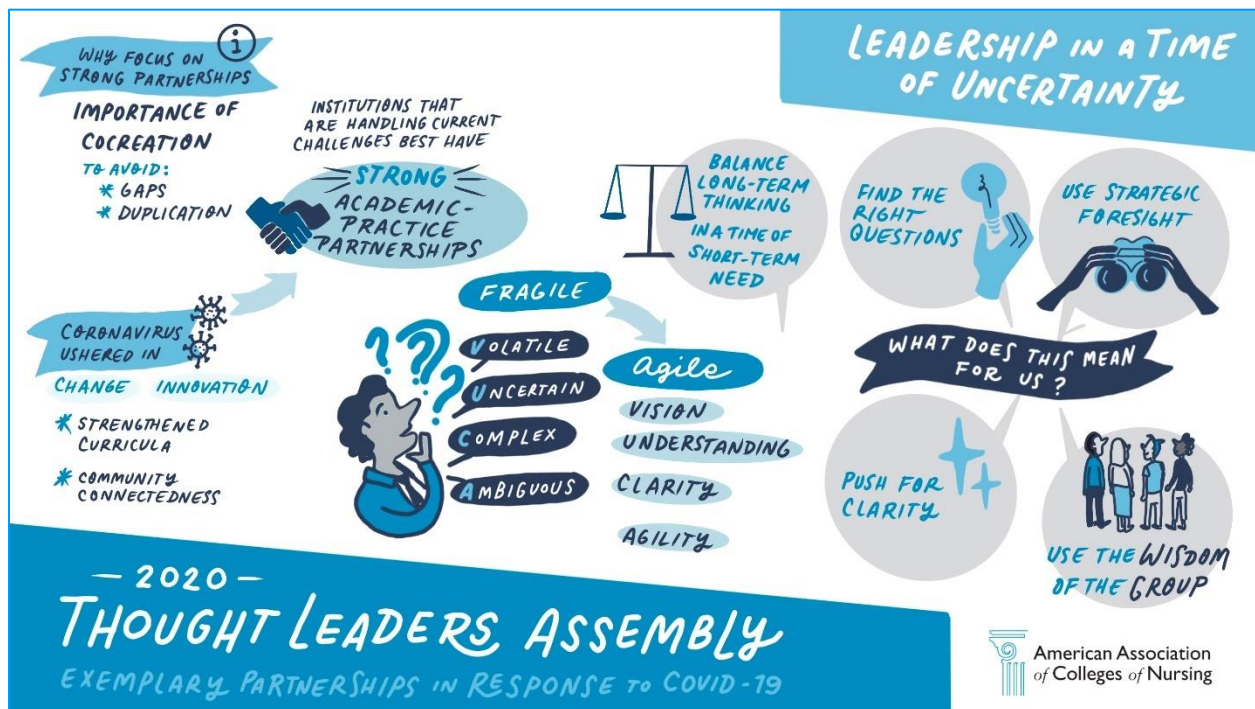 WHY FOCUS ON
STRONG PARTNERSHIPS
i
IMPORTANCE OF
COCREATION
TO AVOID:
* GAPS
* DUPLICATION
INSTITUTIONS THAT
ARE HANDLING CURRENT
CHALLENGES BEST HAVE
STRONG
ACADEMIC-
PRACTICE
PARTNERSHIPS
CORONAVIRUS
USHERED IN
CHANGE INNOVATION
* STRENGTHENED
CURRICULA
* COMMUNITY
CONNECTEDNESS
FRAGILE
???
?
VOLATILE
UNCERTAIN
COMPLEX
AMBIGUOUS
agile
VISION
UNDERSTANDING
CLARITY
AGILITY
LEADERSHIP IN A TIME
OF UNCERTAINTY
BALANCE
LONG-TERM
THINKING
IN A TIME OF
SHORT-TERM
NEED
FIND THE
RIGHT
QUESTIONS
USE STRATEGIC
FORESIGHT
WHAT DOES THIS MEAN
FOR US?
PUSH FOR
CLARITY
USE THE WISDOM
OF THE GROUP
— 2020 —
THOUGHT LEADERS ASSEMBLY
EXEMPLARY PARTNERSHIPS IN RESPONSE TO COVID-19
American Association
of Colleges of Nursing